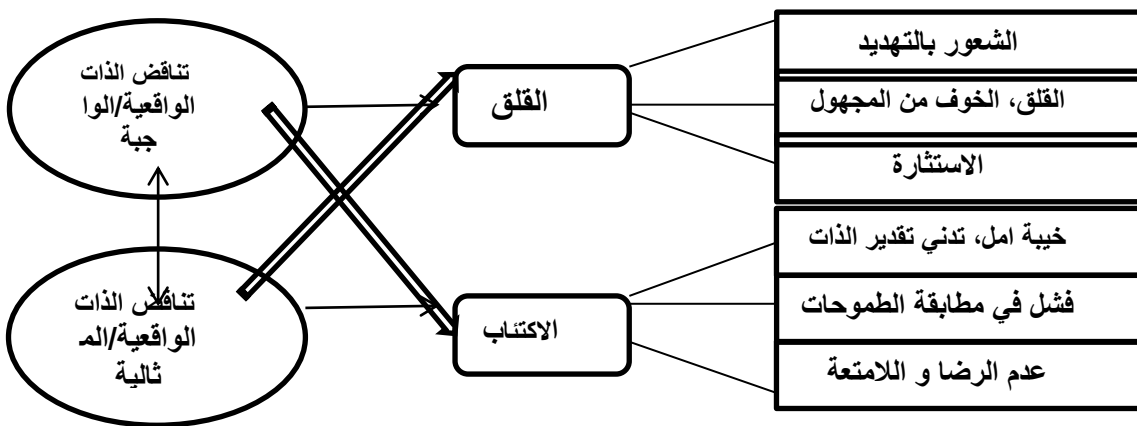 تناقض الذات
الواقعية/الوا
جبة
القلق
الشعور بالتهديد
القلق، الخوف من المجهول
الاستثارة
تناقض الذات
الواقعية/المـ
ثالية
الاكتئاب
خيبة امل، تدني تقدير الذات
فشل في مطابقة الطموحات
عدم الرضا و اللامتعة